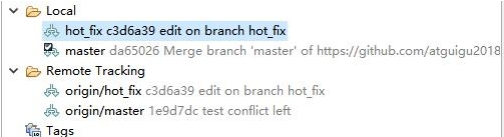 Local
hot_fix c3d6a39 edit on branch hot_fix
master da65026 Merge branch 'master' of https://github.com/atguigu2018
Remote Tracking
origin/hot_fix c3d6a39 edit on branch hot_fix
origin/master 1e9d7dc test conflict left
Tags